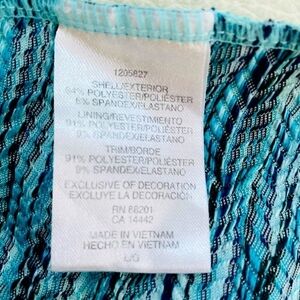 1205827
SHELL/EXTERIOR
94% POLYESTER/POLIÉSTER
6% SPANDEX/ELASTANO
LINING/REVESTIMIENTO
91% POLYESTER/POLIÉSTER
9% SPANDEX/ELASTANO
TRIM/BORDE
91% POLYESTER/POLIÉSTER
9% SPANDEX/ELASTANO
EXCLUSIVE OF DECORATION
EXCLUYE LA DECORACIÓN
RN 88201
CA 14442
MADE IN VIETNAM
HECHO EN VIETNAM
L/G